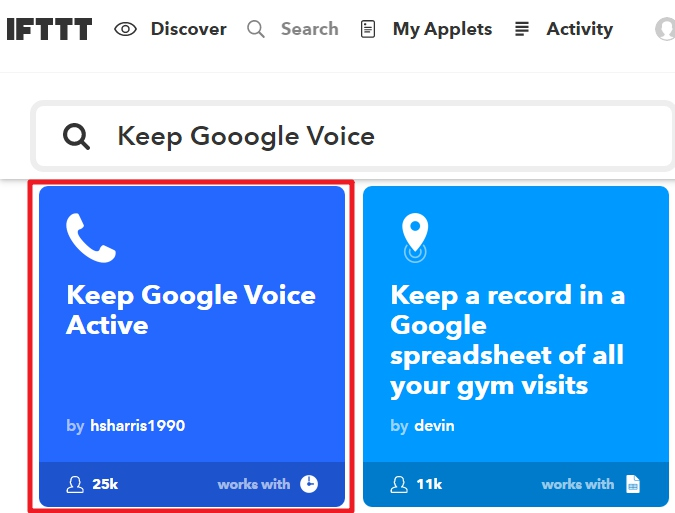 IFTTT Discover Search My Applets Activity
Keep Gooogle Voice
Keep Google Voice
Active
by hsharris1990
25k works with
Keep a record in a
Google
spreadsheet of all
your gym visits
by devin
11k works with